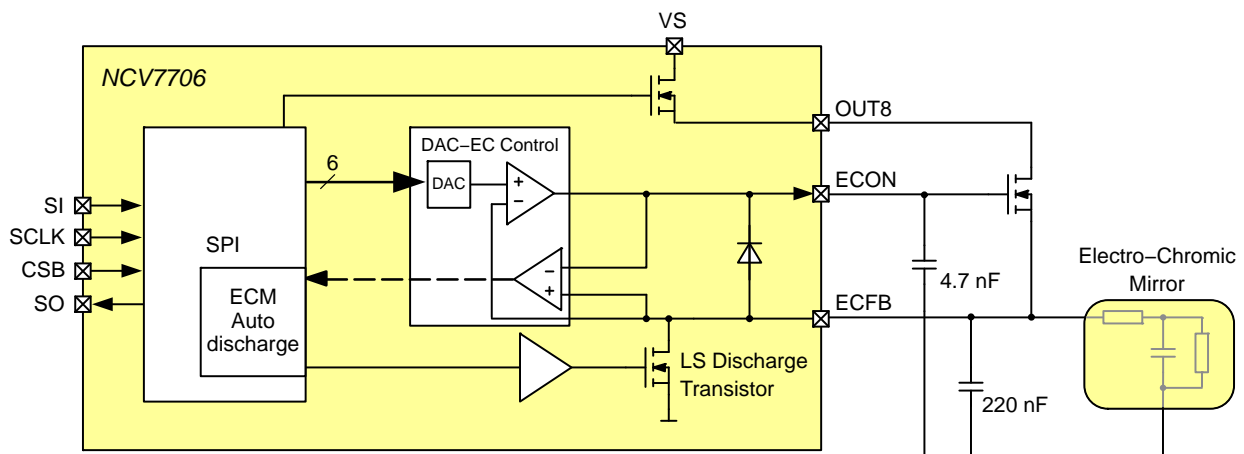 VS
NCV7706
OUT8
DAC−EC Control
6
DAC
+
−
ECON
SI
SCLK
SPI
CSB
SO
−
+
ECM
Auto
discharge
4.7 nF
Electro−Chromic
Mirror
ECFB
LS Discharge
Transistor
220 nF